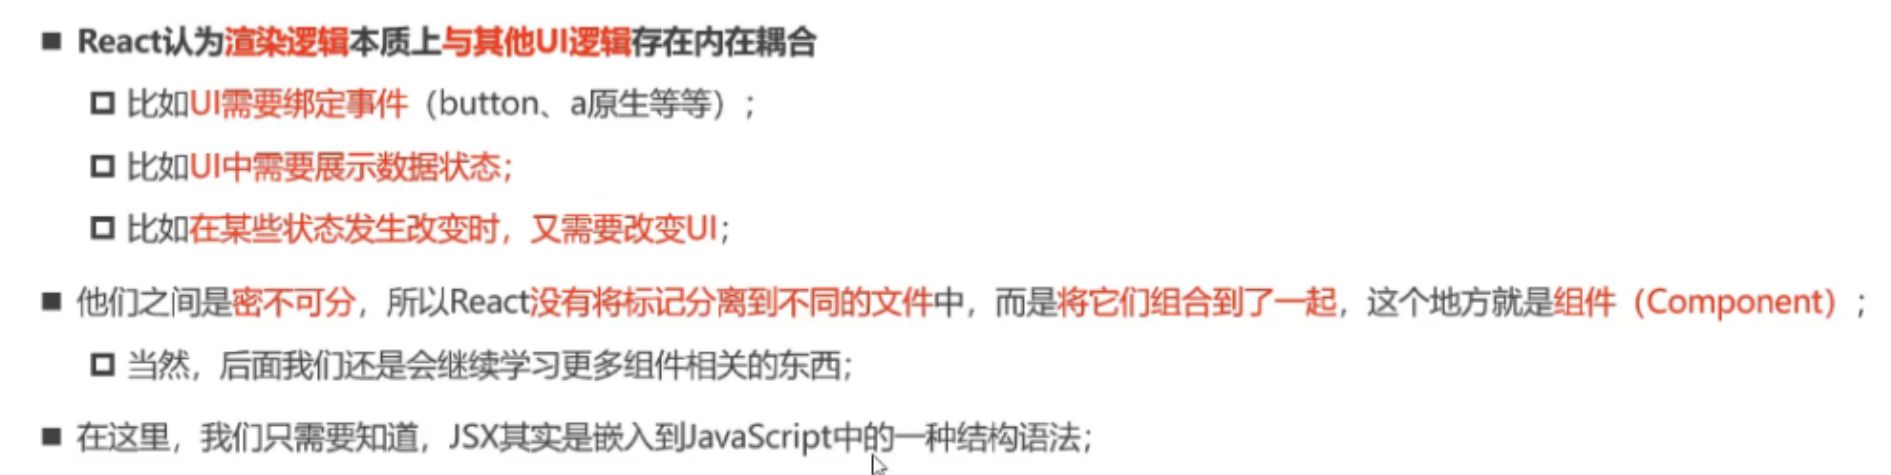 React认为渲染逻辑本质上与其他UI逻辑存在内在耦合
比如UI需要绑定事件（button、a原生等等）；
比如UI中需要展示数据状态；
比如在某些状态发生改变时，又需要改变UI；
他们之间是密不可分，所以React没有将标记分离到不同的文件中，而是将它们组合到了一起，这个地方就是组件（Component）；
当然，后面我们还是会继续学习更多组件相关的东西；
在这里，我们只需要知道，JSX其实是嵌入到JavaScript中的一种结构语法；